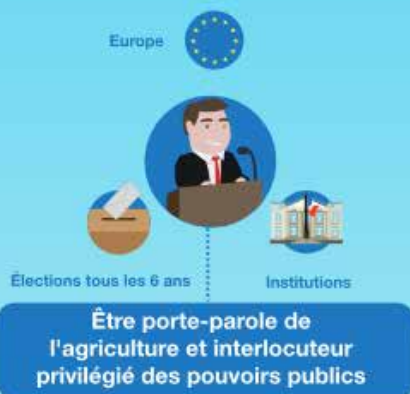 Europe
Élections tous les 6 ans
Institutions
Être porte-parole de
l'agriculture et interlocuteur
privilégié des pouvoirs publics